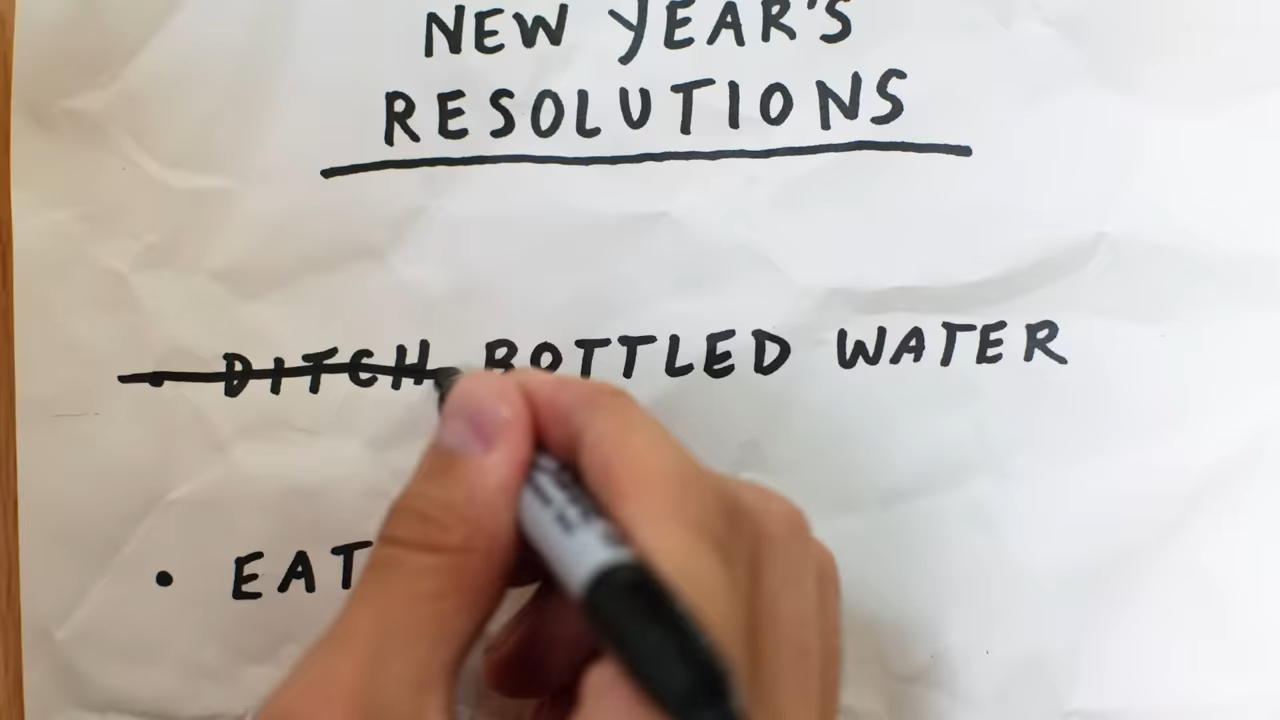 NEW YEAR'S
RESOLUTIONS
• DITCH BOTTLED WATER
• EAT